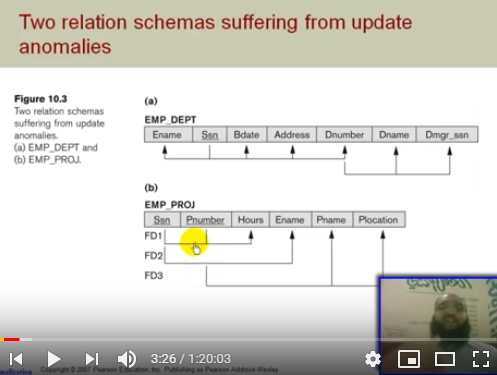 Two relation schemas suffering from update
anomalies
Figure 10.3
Two relation schemas
suffering from update
anomalies.
(a) EMP_DEPT and
(b) EMP_PROJ.
(a)
EMP_DEPT
Ename Ssn Bdate Address Dnumber Dname Dmgr_ssn
(b)
EMP_PROJ
Ssn Pnumber Hours Ename Pname Plocation
FD1
FD2
FD3
3:26 / 1:20:03
Copyright © 2007 Pearson Education, Inc. Publishing as Pearson Addison-Wesley